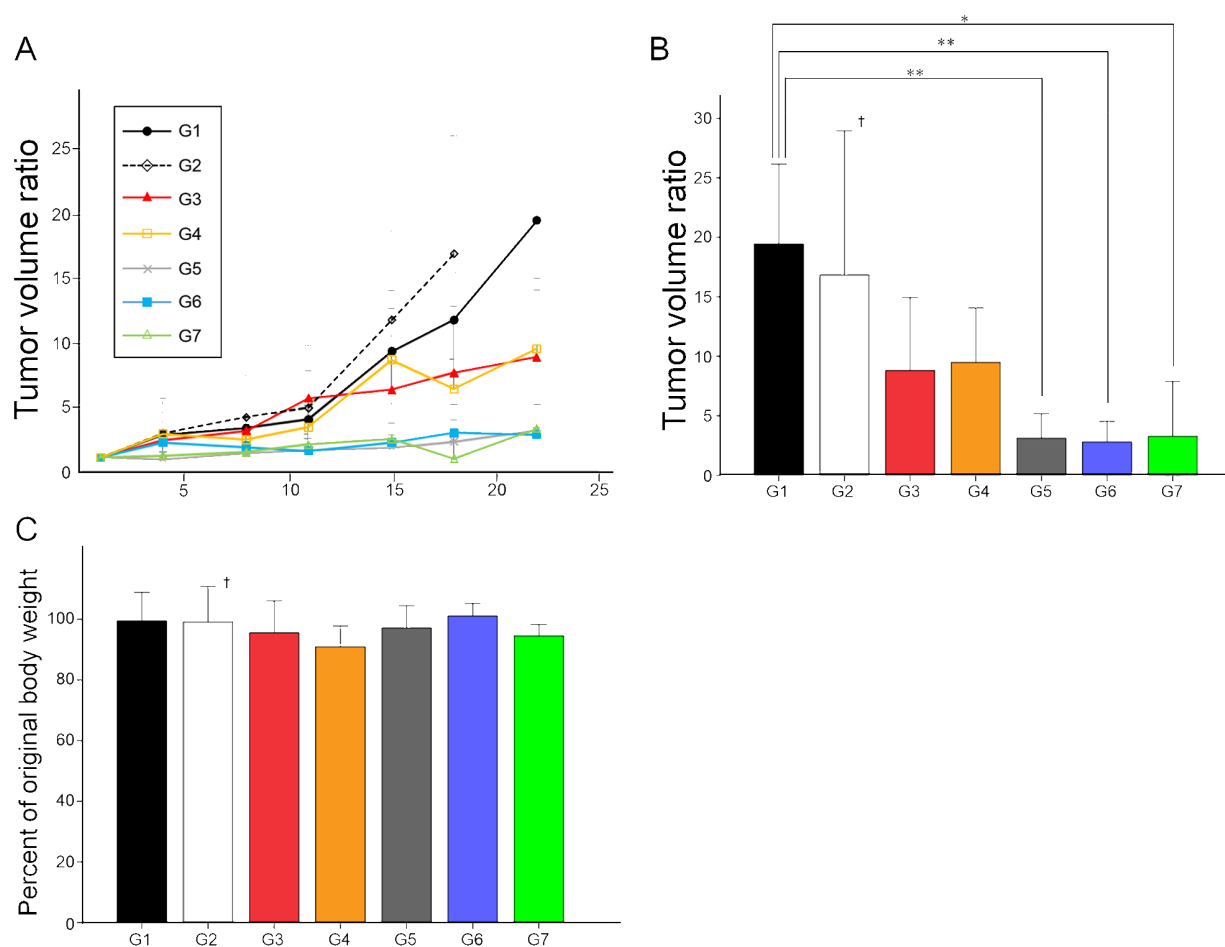 A
Tumor volume ratio
25
20
15
10
5
0
G1
G2
G3
G4
G5
G6
G7
5 10 15 20 25
B
*
**
**
†
Tumor volume ratio
30
25
20
15
10
5
0
G1 G2 G3 G4 G5 G6 G7
C
†
Percent of original body weight
100
80
60
40
20
0
G1 G2 G3 G4 G5 G6 G7